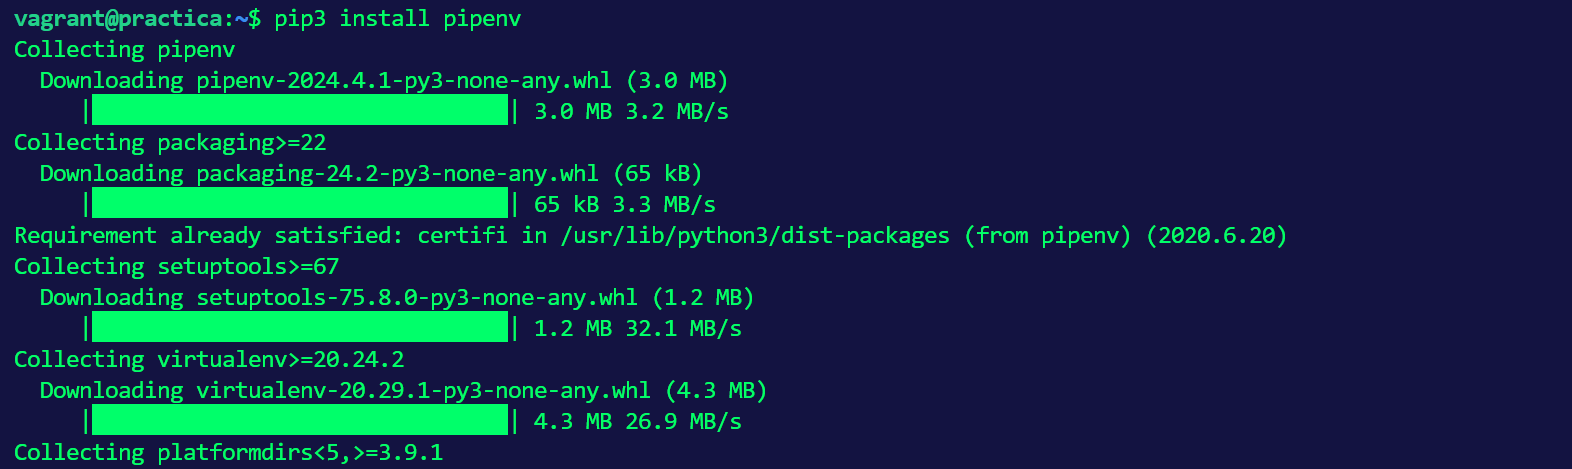 vagrant@practica:~$ pip3 install pipenv
Collecting pipenv
  Downloading pipenv-2024.4.1-py3-none-any.whl (3.0 MB)
     |████████████████████████████████| 3.0 MB 3.2 MB/s
Collecting packaging>=22
  Downloading packaging-24.2-py3-none-any.whl (65 kB)
     |████████████████████████████████| 65 kB 3.3 MB/s
Requirement already satisfied: certifi in /usr/lib/python3/dist-packages (from pipenv) (2020.6.20)
Collecting setuptools>=67
  Downloading setuptools-75.8.0-py3-none-any.whl (1.2 MB)
     |████████████████████████████████| 1.2 MB 32.1 MB/s
Collecting virtualenv>=20.24.2
  Downloading virtualenv-20.29.1-py3-none-any.whl (4.3 MB)
     |████████████████████████████████| 4.3 MB 26.9 MB/s
Collecting platformdirs<5,>=3.9.1